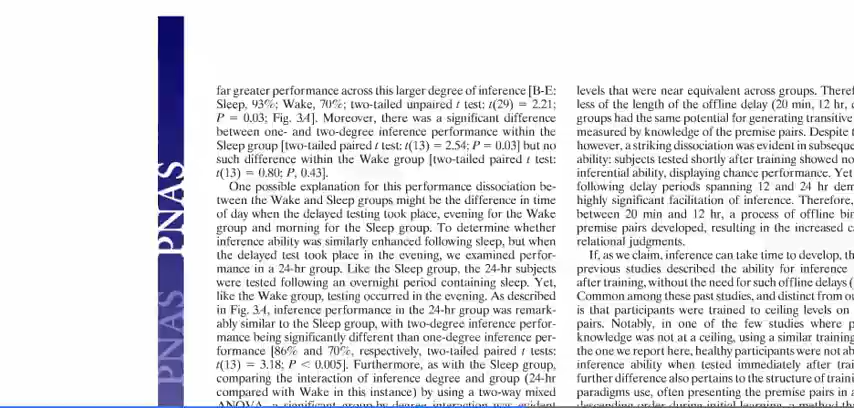 PNAS
PNAS
far greater performance across this larger degree of inference [B-E:
Sleep, 93%; Wake, 70%; two-tailed unpaired t test: t(29) = 2.21;
P = 0.03; Fig. 3A]. Moreover, there was a significant difference
between one- and two-degree inference performance within the
Sleep group [two-tailed paired t test: t(13) = 2.54; P = 0.03] but no
such difference within the Wake group [two-tailed paired t test:
t(13) = 0.80; P, 0.43].
One possible explanation for this performance dissociation be-
tween the Wake and Sleep groups might be the difference in time
of day when the delayed testing took place, evening for the Wake
group and morning for the Sleep group. To determine whether
inference ability was similarly enhanced following sleep, but when
the delayed test took place in the evening, we examined perfor-
mance in a 24-hr group. Like the Sleep group, the 24-hr subjects
were tested following an overnight period containing sleep. Yet,
like the Wake group, testing occurred in the evening. As described
in Fig. 3A, inference performance in the 24-hr group was remark-
ably similar to the Sleep group, with two-degree inference perfor-
mance being significantly different than one-degree inference per-
formance [86% and 70%, respectively, two-tailed paired t tests:
t(13) = 3.18; P < 0.005]. Furthermore, as with the Sleep group,
comparing the interaction of inference degree and group (24-hr
compared with Wake in this instance) by using a two-way mixed
ANOVA, a significant group-by-degree interaction was evident
levels that were near equivalent across groups. Theref
less of the length of the offline delay (20 min, 12 hr,
groups had the same potential for generating transitive
measured by knowledge of the premise pairs. Despite t
however, a striking dissociation was evident in subseque
ability: subjects tested shortly after training showed no
inferential ability, displaying chance performance. Yet
following delay periods spanning 12 and 24 hr dem
highly significant facilitation of inference. Therefore,
between 20 min and 12 hr, a process of offline bin
premise pairs developed, resulting in the increased c
relational judgments.
If, as we claim, inference can take time to develop, th
previous studies described the ability for inference
after training, without the need for such offline delays (
Common among these past studies, and distinct from ou
is that participants were trained to ceiling levels on
pairs. Notably, in one of the few studies where p
knowledge was not at a ceiling, using a similar training
the one we report here, healthy participants were not ab
inference ability when tested immediately after trai
further difference also pertains to the structure of traini
paradigms use, often presenting the premise pairs in a
descending order during initial learning, a method tha